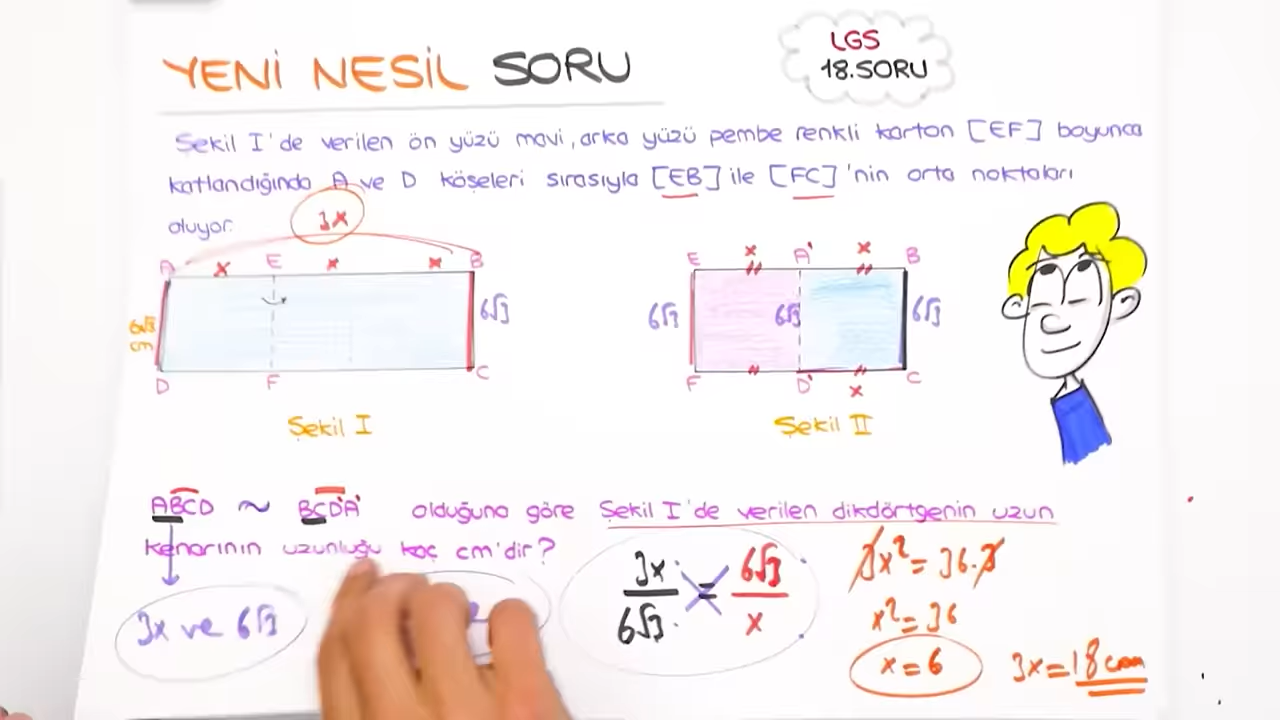 YENİ NESİL SORU
LGS
18.SORU
Şekil I'de verilen ön yüzü mavi, arka yüzü pembe renkli karton [EF] boyunca
katlandığında A ve D köşeleri sırasıyla [EB] ile [FC]'nin orta noktaları
oluyor.
3x
A x E x x B
6√3 cm
6√3
D F C
Şekil I
E x A' x B
6√3 6√3 6√3
F D' x C
Şekil II
ABCD ~ BCD'A' olduğuna göre Şekil I'de verilen dikdörtgenin uzun
kenarının uzunluğu kaç cm'dir?
3x ve 6√3
3x/6√3 = 6√3/x
3x² = 36.3
x² = 36
x = 6
3x = 18 cm